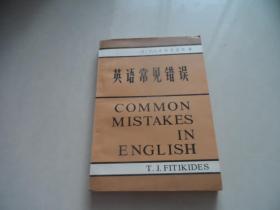 英语常见错误
COMMON
MISTAKES
IN
ENGLISH
T. J. FITIKIDES